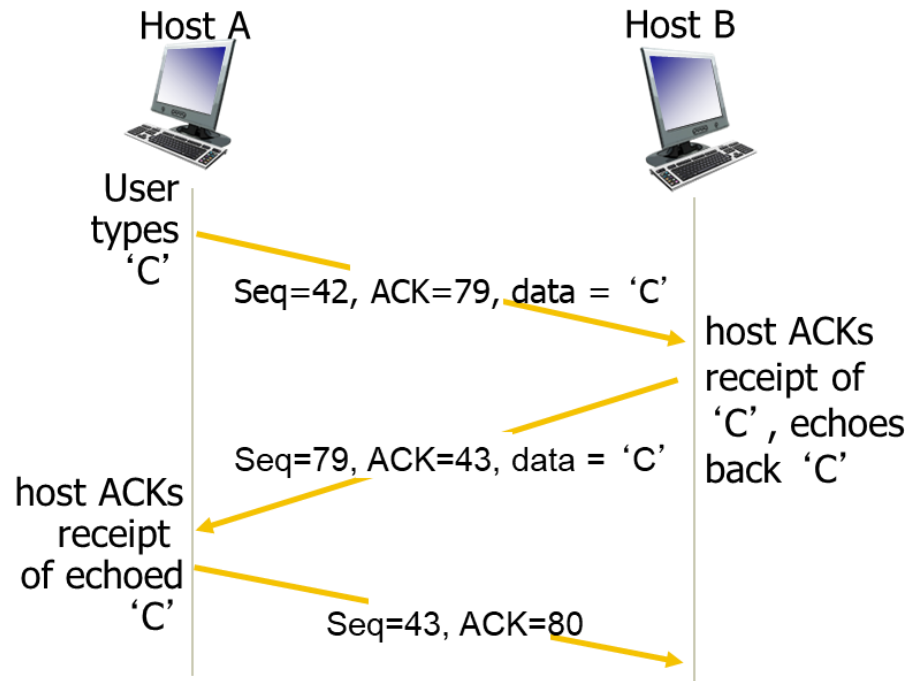 Host A
Host B
User
types
‘C’
Seq=42, ACK=79, data = ‘C’
host ACKs
receipt of
‘C’, echoes
back ‘C’
Seq=79, ACK=43, data = ‘C’
host ACKs
receipt
of echoed
‘C’
Seq=43, ACK=80